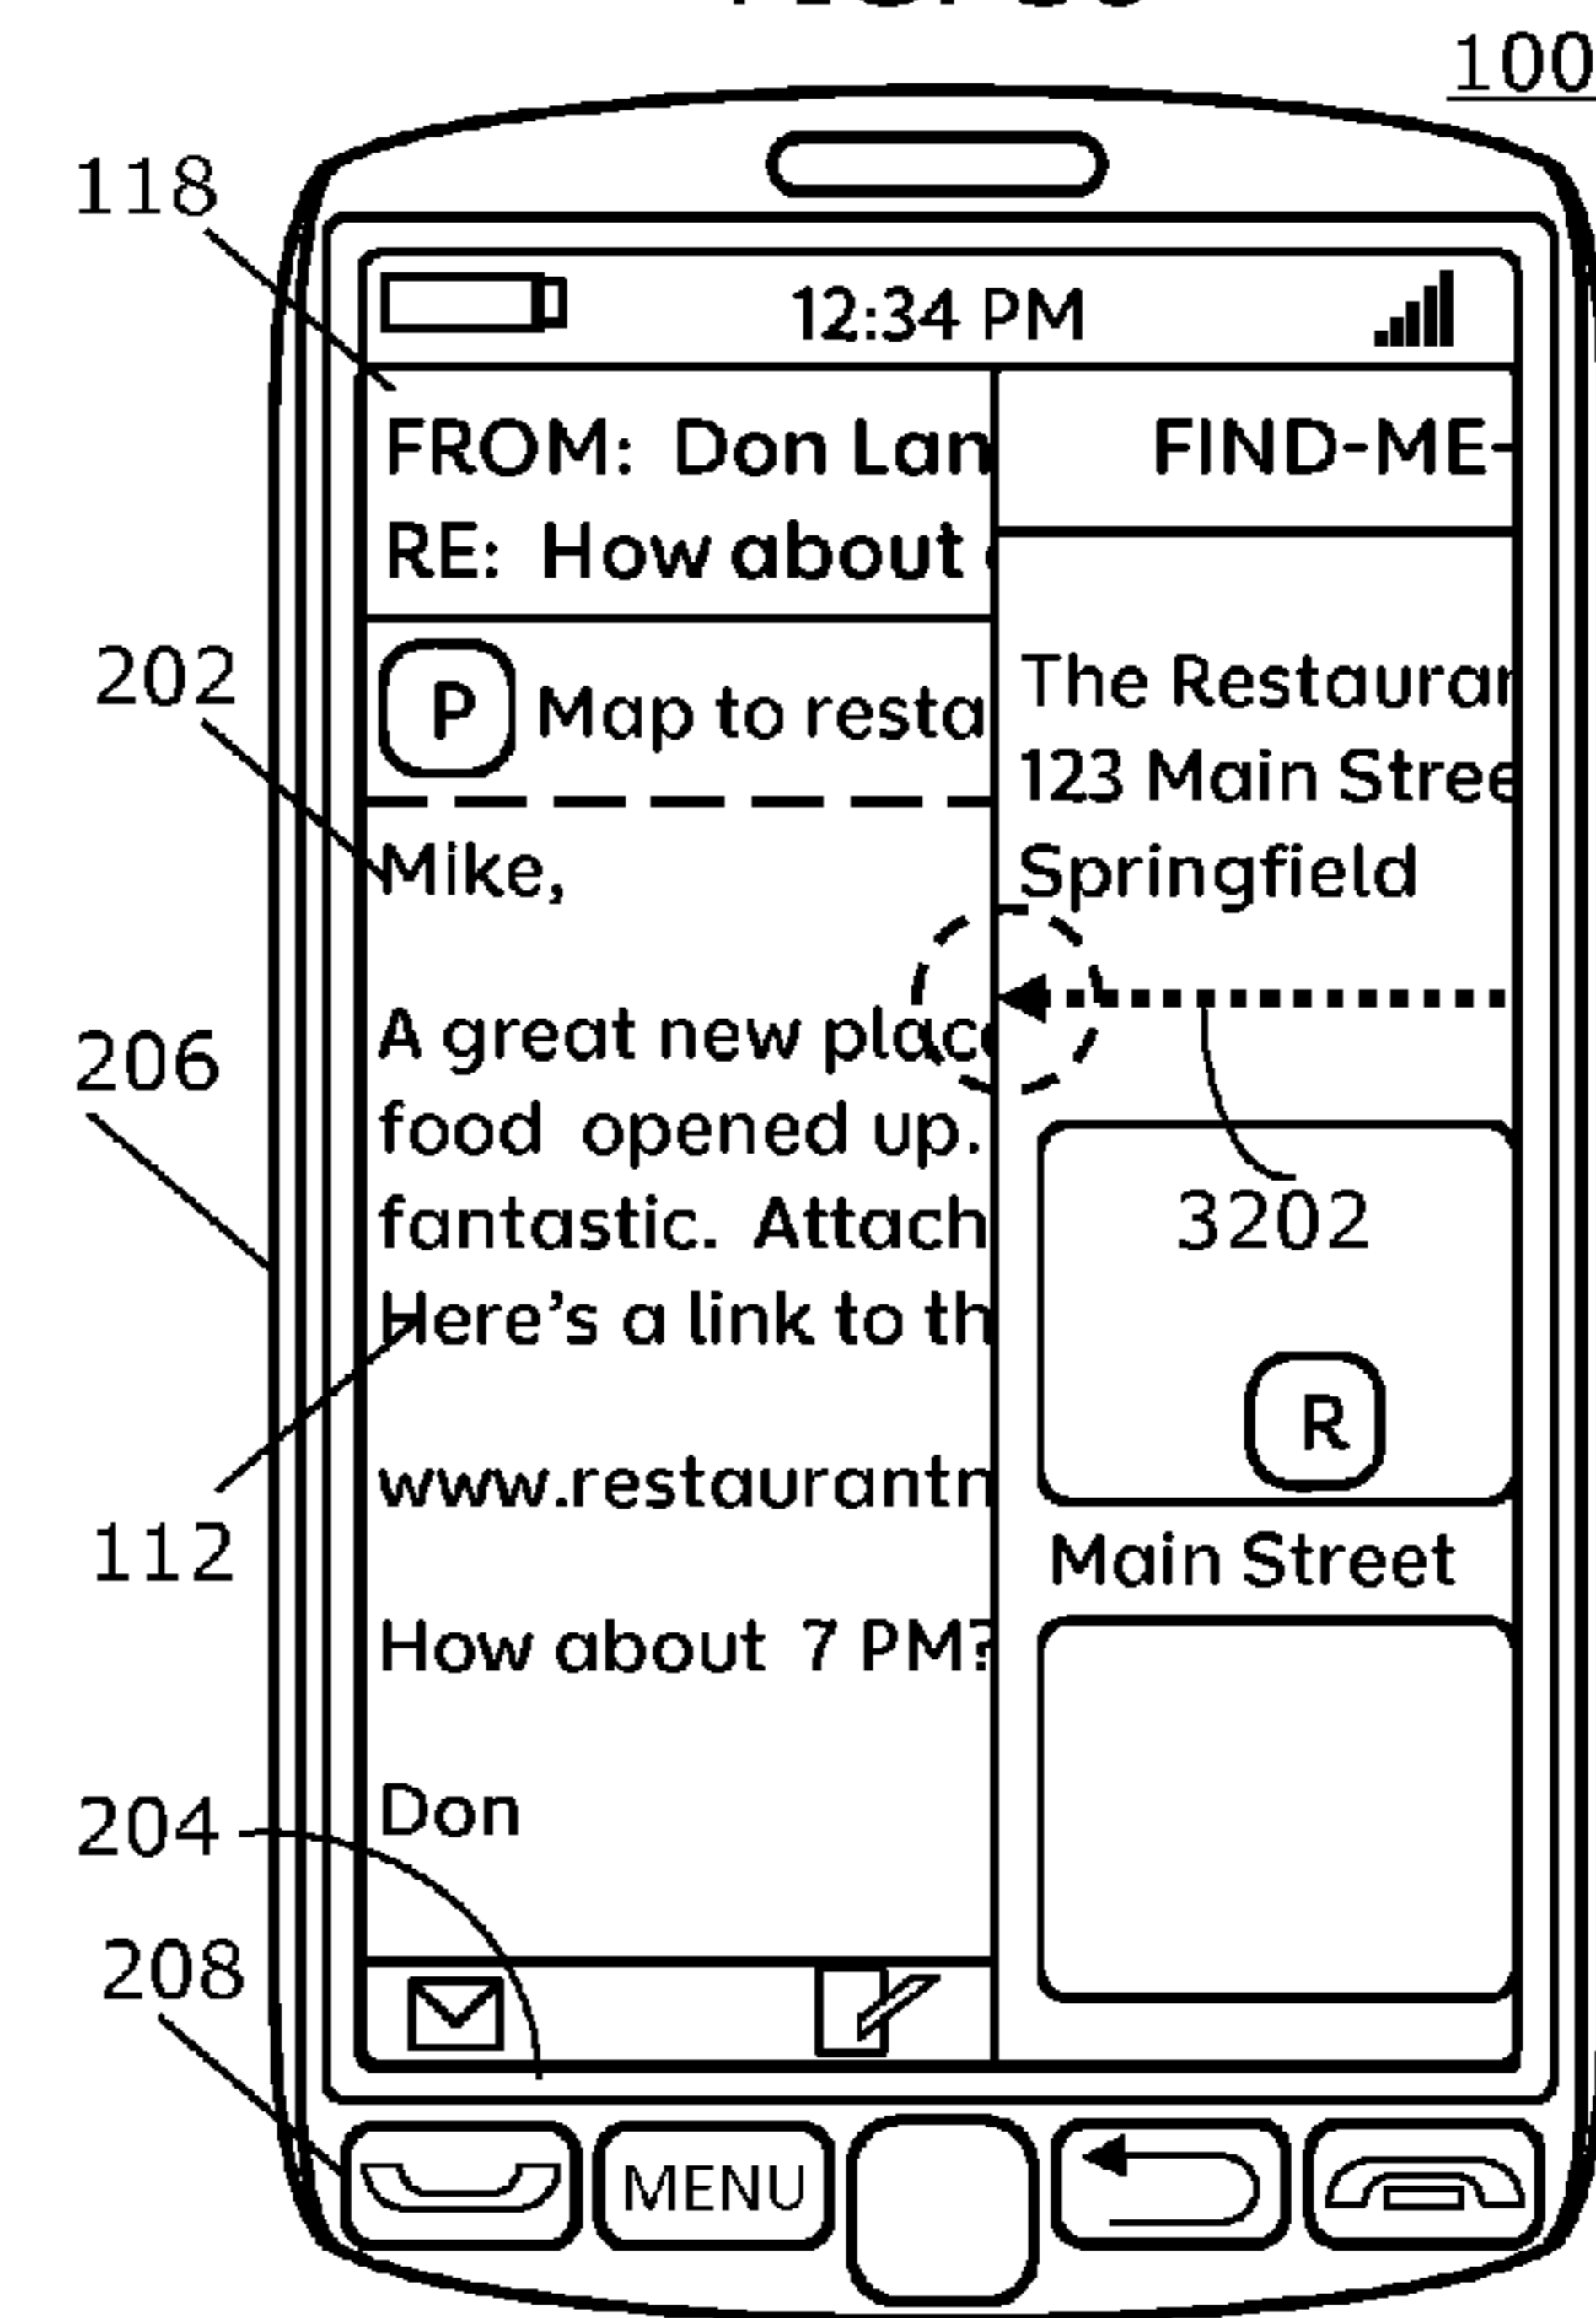 100
118
12:34 PM
FROM: Don Lan
RE: How about
FIND-ME-
202
P Map to resta
The Restauran
123 Main Stree
Springfield
Mike,
206
A great new place
food opened up.
fantastic. Attach
Here's a link to th
3202
R
112
www.restaurantn
Main Street
How about 7 PM?
204
Don
208
MENU